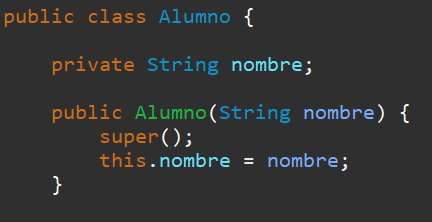 public class Alumno {
private String nombre;
public Alumno(String nombre) {
super();
this.nombre = nombre;
}